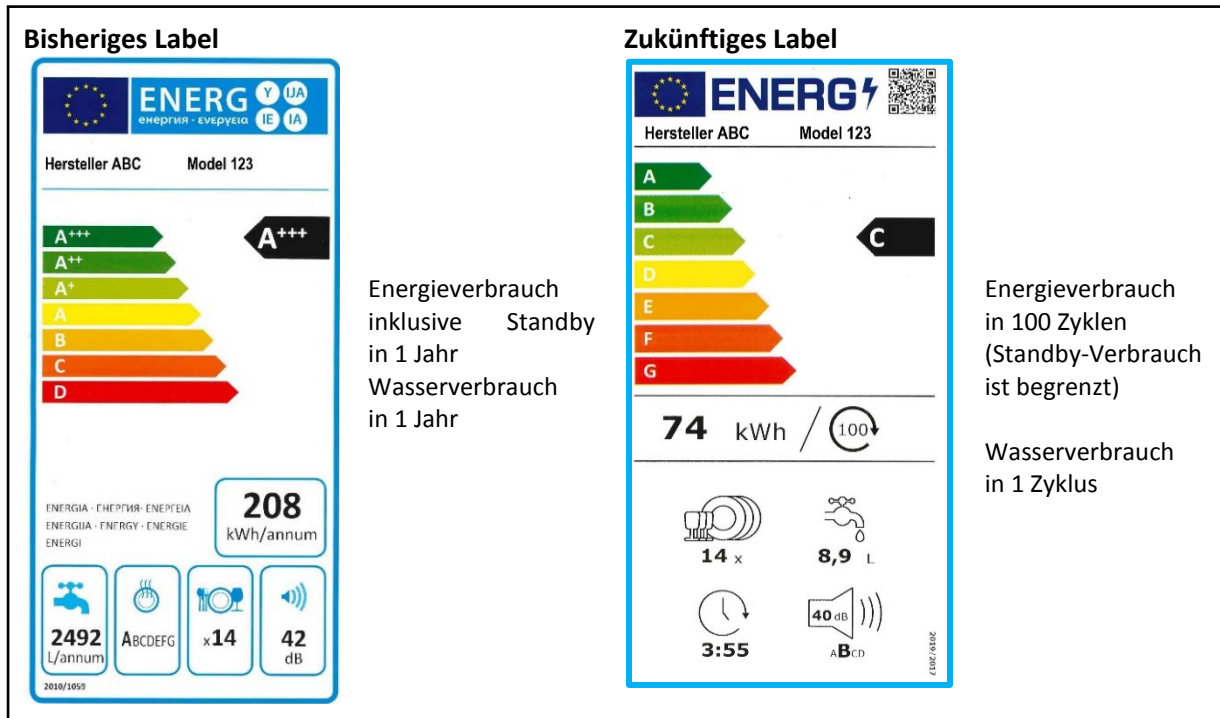 Bisheriges Label
ENERG Y IJA
енергия · ενεργεια IE IA
Hersteller ABC Model 123
A+++
A+++
A++
A+
A
B
C
D
ENERGIA · ЕНЕРГИЯ · ΕΝΕΡΓΕΙΑ
ENERGIJA · ENERGY · ENERGIE
ENERGI
208
kWh/annum
2492
L/annum
ABCDEFG
x14
42
dB
2010/1059
Energieverbrauch
inklusive Standby
in 1 Jahr
Wasserverbrauch
in 1 Jahr
Zukünftiges Label
ENERG
Hersteller ABC Model 123
A
B
C
C
D
E
F
G
74 kWh / 100
14 x
8,9 L
3:55
40 dB
ABCD
2019/2017
Energieverbrauch
in 100 Zyklen
(Standby-Verbrauch
ist begrenzt)
Wasserverbrauch
in 1 Zyklus